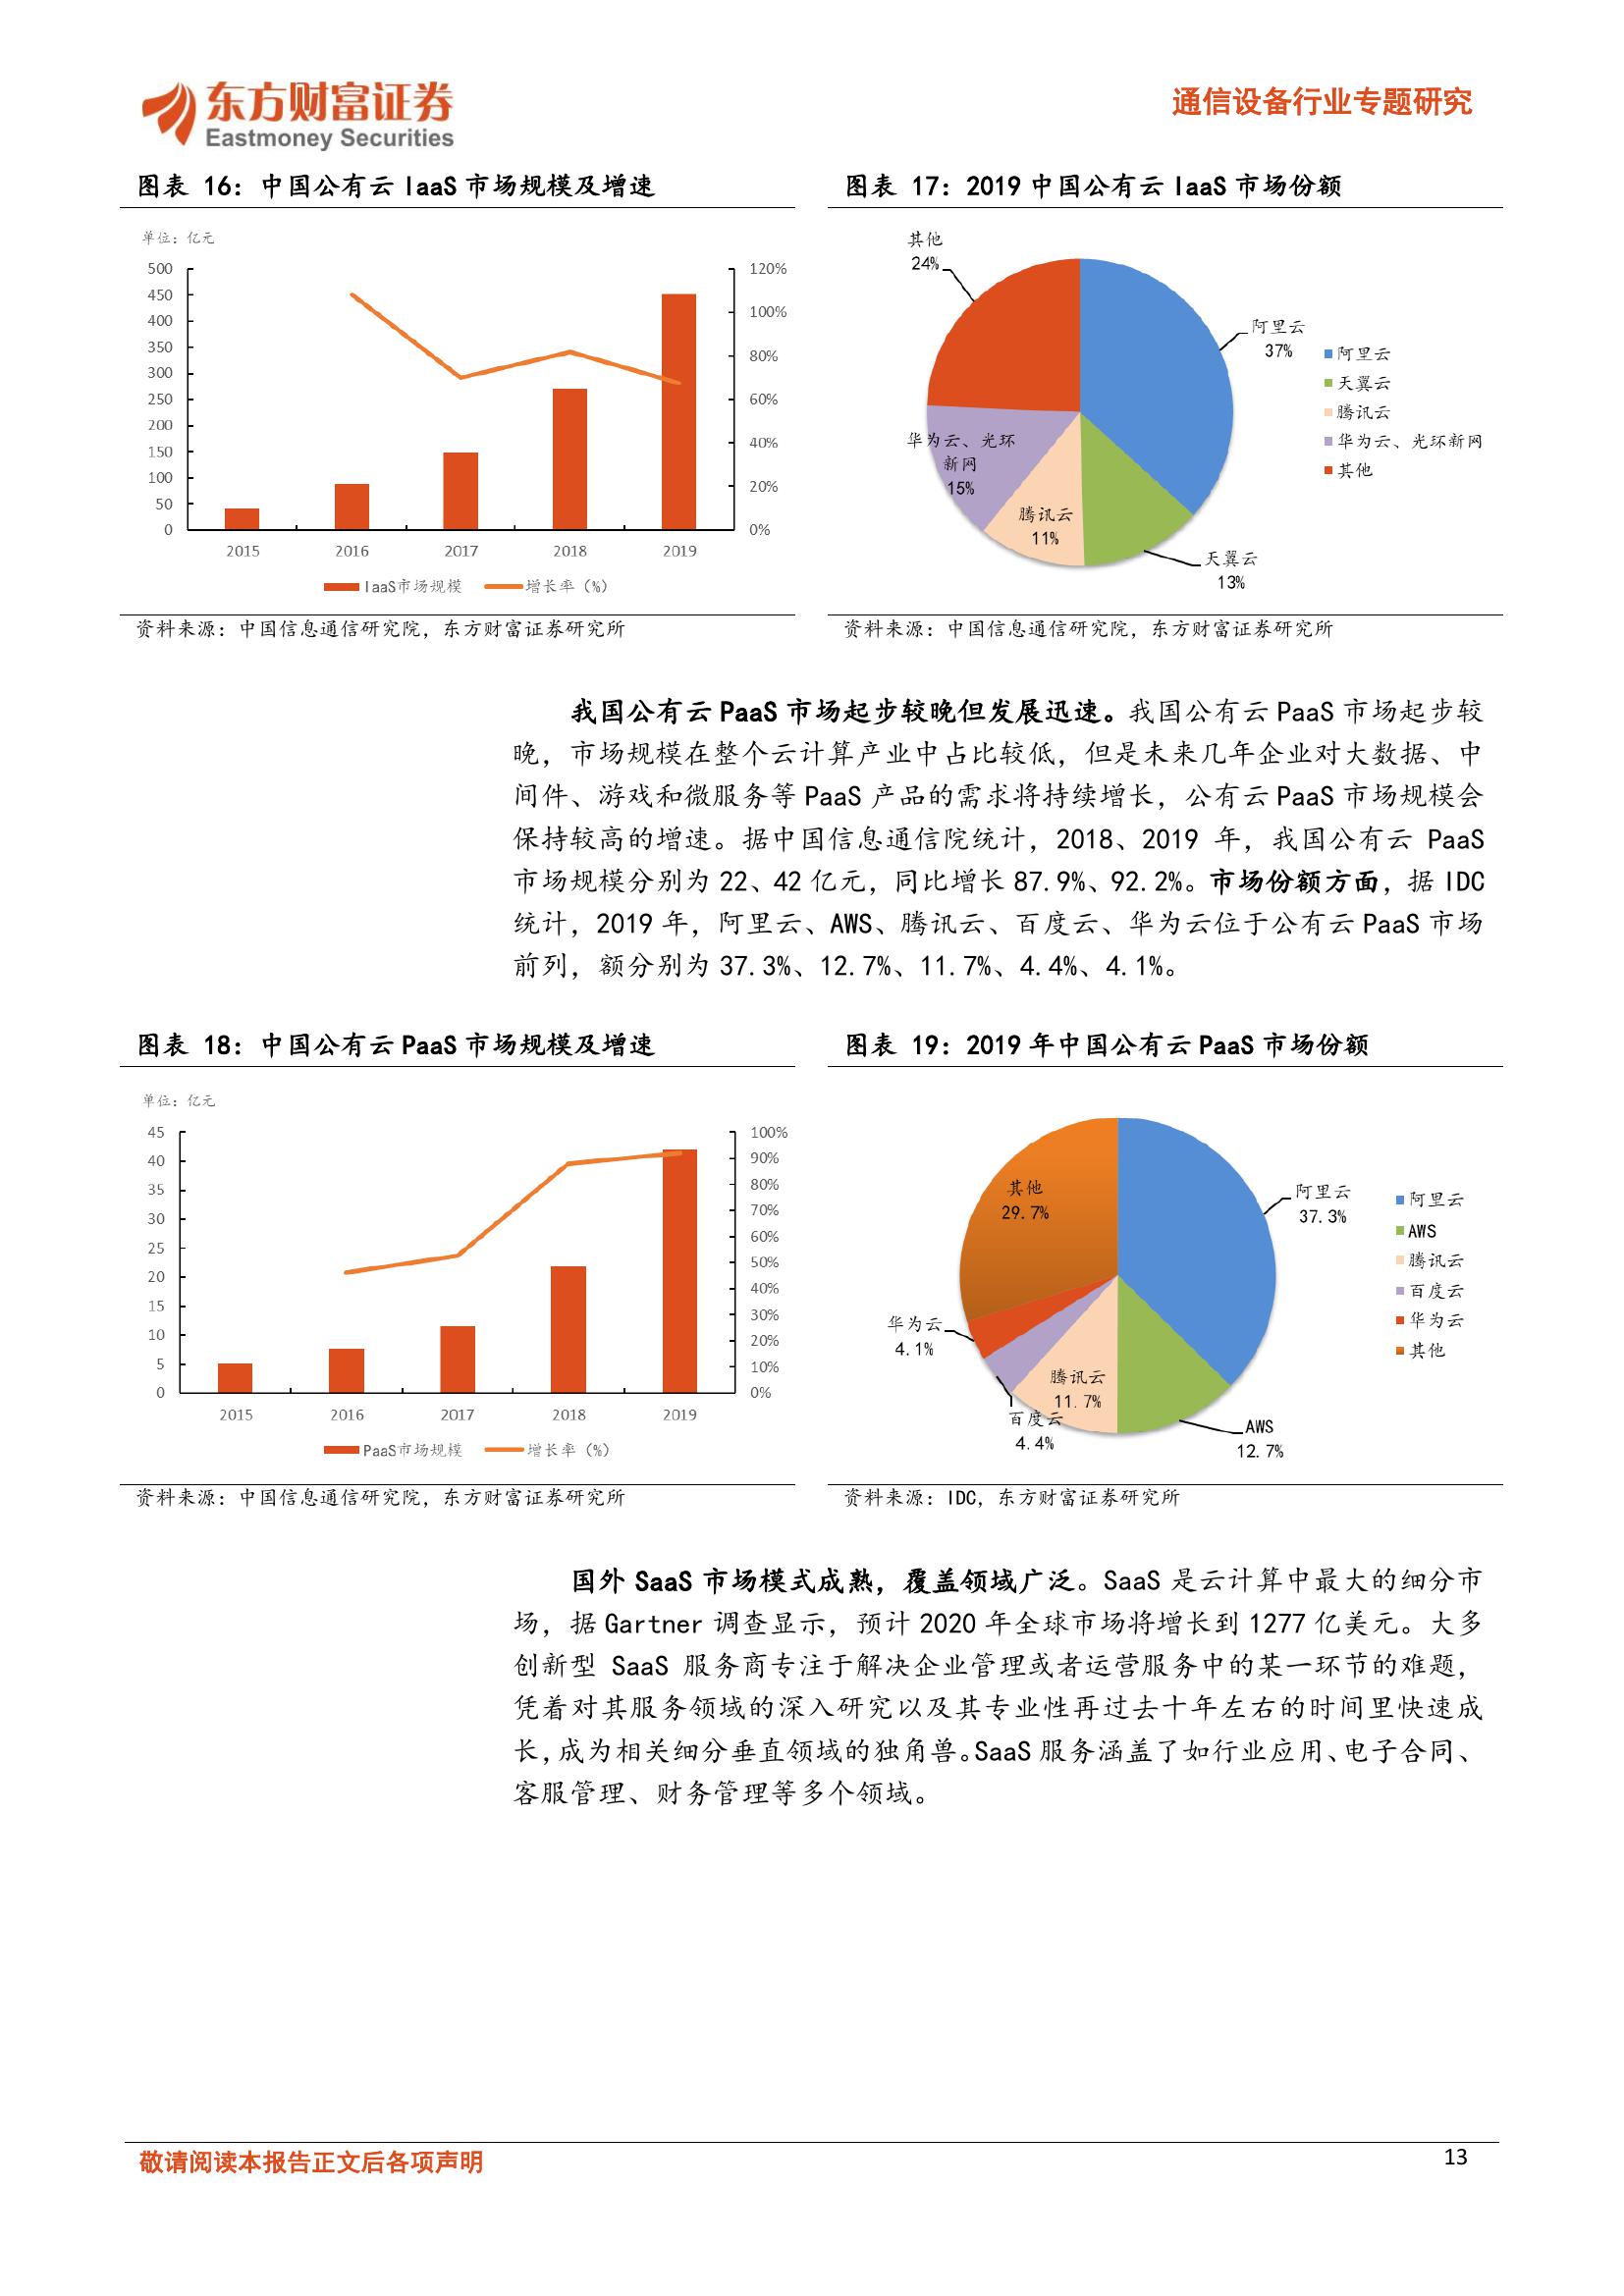 东方财富证券
Eastmoney Securities
通信设备行业专题研究
图表 16：中国公有云 IaaS 市场规模及增速
单位：亿元
500
450
400
350
300
250
200
150
100
50
0
120%
100%
80%
60%
40%
20%
0%
2015 2016 2017 2018 2019
IaaS市场规模 增长率（%）
资料来源：中国信息通信研究院，东方财富证券研究所
图表 17：2019 中国公有云 IaaS 市场份额
其他
24%
阿里云
37%
华为云、光环
新网
15%
腾讯云
11%
天翼云
13%
阿里云
天翼云
腾讯云
华为云、光环新网
其他
资料来源：中国信息通信研究院，东方财富证券研究所
我国公有云 PaaS 市场起步较晚但发展迅速。我国公有云 PaaS 市场起步较
晚，市场规模在整个云计算产业中占比较低，但是未来几年企业对大数据、中
间件、游戏和微服务等 PaaS 产品的需求将持续增长，公有云 PaaS 市场规模会
保持较高的增速。据中国信息通信院统计，2018、2019 年，我国公有云 PaaS
市场规模分别为 22、42 亿元，同比增长 87.9%、92.2%。市场份额方面，据 IDC
统计，2019 年，阿里云、AWS、腾讯云、百度云、华为云位于公有云 PaaS 市场
前列，额分别为 37.3%、12.7%、11.7%、4.4%、4.1%。
图表 18：中国公有云 PaaS 市场规模及增速
单位：亿元
45
40
35
30
25
20
15
10
5
0
100%
90%
80%
70%
60%
50%
40%
30%
20%
10%
0%
2015 2016 2017 2018 2019
PaaS市场规模 增长率（%）
资料来源：中国信息通信研究院，东方财富证券研究所
图表 19：2019 年中国公有云 PaaS 市场份额
其他
29.7%
阿里云
37.3%
华为云
4.1%
腾讯云
11.7%
百度云
4.4%
AWS
12.7%
阿里云
AWS
腾讯云
百度云
华为云
其他
资料来源：IDC，东方财富证券研究所
国外 SaaS 市场模式成熟，覆盖领域广泛。SaaS 是云计算中最大的细分市
场，据 Gartner 调查显示，预计 2020 年全球市场将增长到 1277 亿美元。大多
创新型 SaaS 服务商专注于解决企业管理或者运营服务中的某一环节的难题，
凭着对其服务领域的深入研究以及其专业性再过去十年左右的时间里快速成
长，成为相关细分垂直领域的独角兽。SaaS 服务涵盖了如行业应用、电子合同、
客服管理、财务管理等多个领域。
敬请阅读本报告正文后各项声明
13